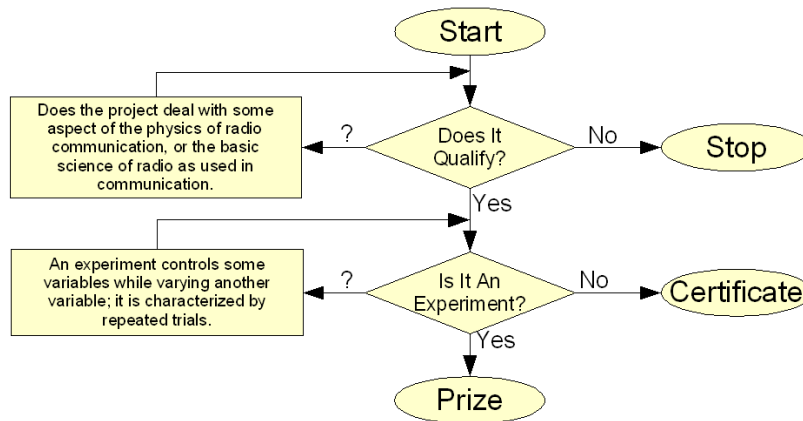 Start
Does the project deal with some
aspect of the physics of radio
communication, or the basic
science of radio as used in
communication.
?
Does It
Qualify?
No
Stop
Yes
An experiment controls some
variables while varying another
variable; it is characterized by
repeated trials.
?
Is It An
Experiment?
No
Certificate
Yes
Prize